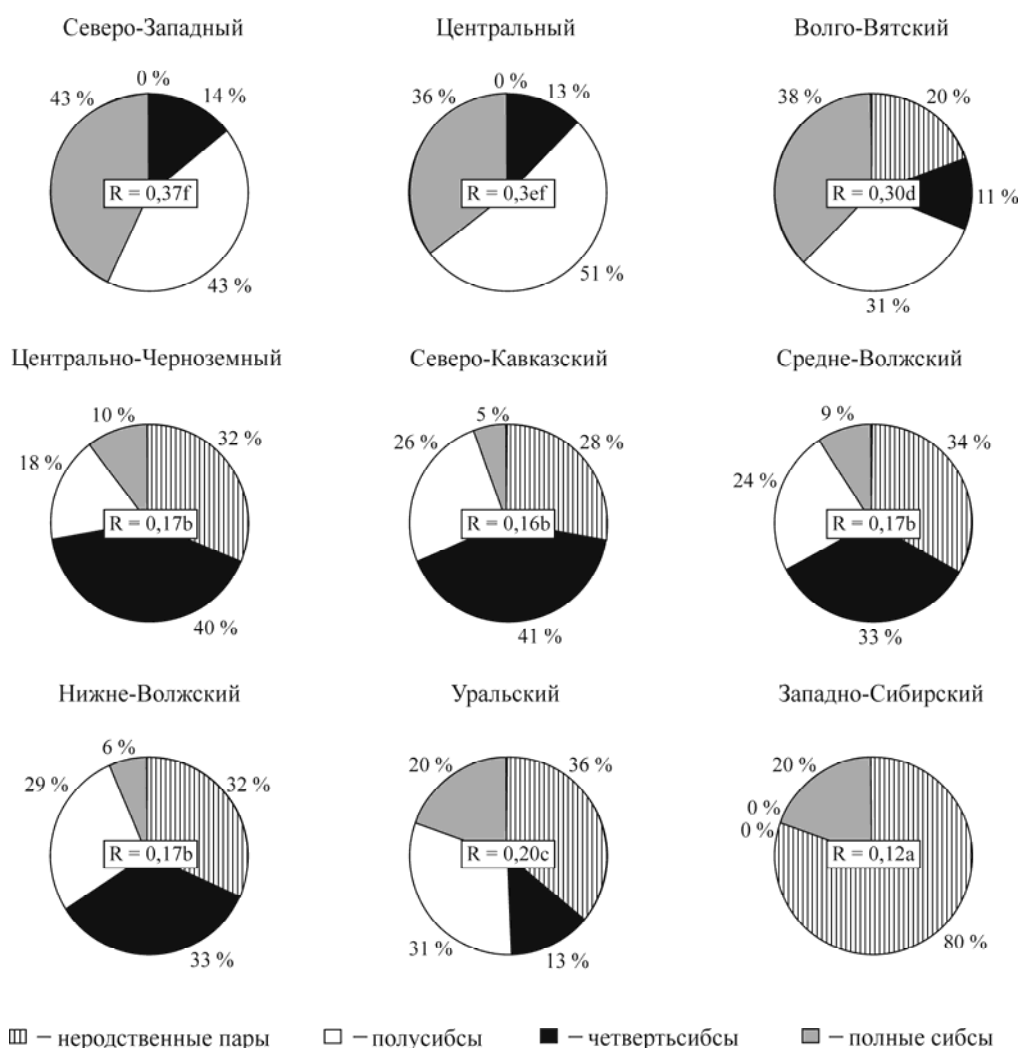 Северо-Западный
Центральный
Волго-Вятский
0 %
43 %
14 %
R = 0,37f
43 %
0 %
36 %
13 %
R = 0,3ef
51 %
38 %
20 %
R = 0,30d
11 %
31 %
Центрально-Черноземный
Северо-Кавказский
Средне-Волжский
10 %
32 %
18 %
R = 0,17b
40 %
5 %
26 %
28 %
R = 0,16b
41 %
9 %
34 %
24 %
R = 0,17b
33 %
Нижне-Волжский
Уральский
Западно-Сибирский
6 %
29 %
32 %
R = 0,17b
33 %
20 %
36 %
R = 0,20c
31 %
13 %
20 %
0 %
0 %
R = 0,12a
80 %
– неродственные пары
– полусибсы
– четвертьсибсы
– полные сибсы